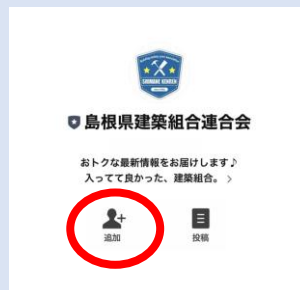 SHIMANE KENREN
島根県建築組合連合会
おトクな最新情報をお届けします♪
入ってて良かった、建築組合。 >
追加
投稿